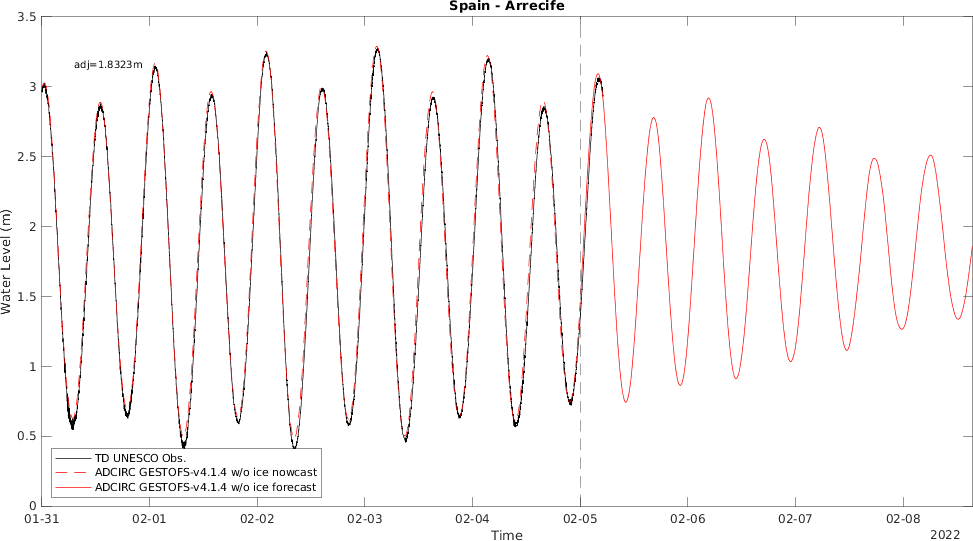 Spain - Arrecife
adj=1.8323m
3.5
3
2.5
2
1.5
1
0.5
0
Water Level (m)
TD UNESCO Obs.
ADCIRC GESTOFS-v4.1.4 w/o ice nowcast
ADCIRC GESTOFS-v4.1.4 w/o ice forecast
01-31 02-01 02-02 02-03 02-04 02-05 02-06 02-07 02-08
Time
2022